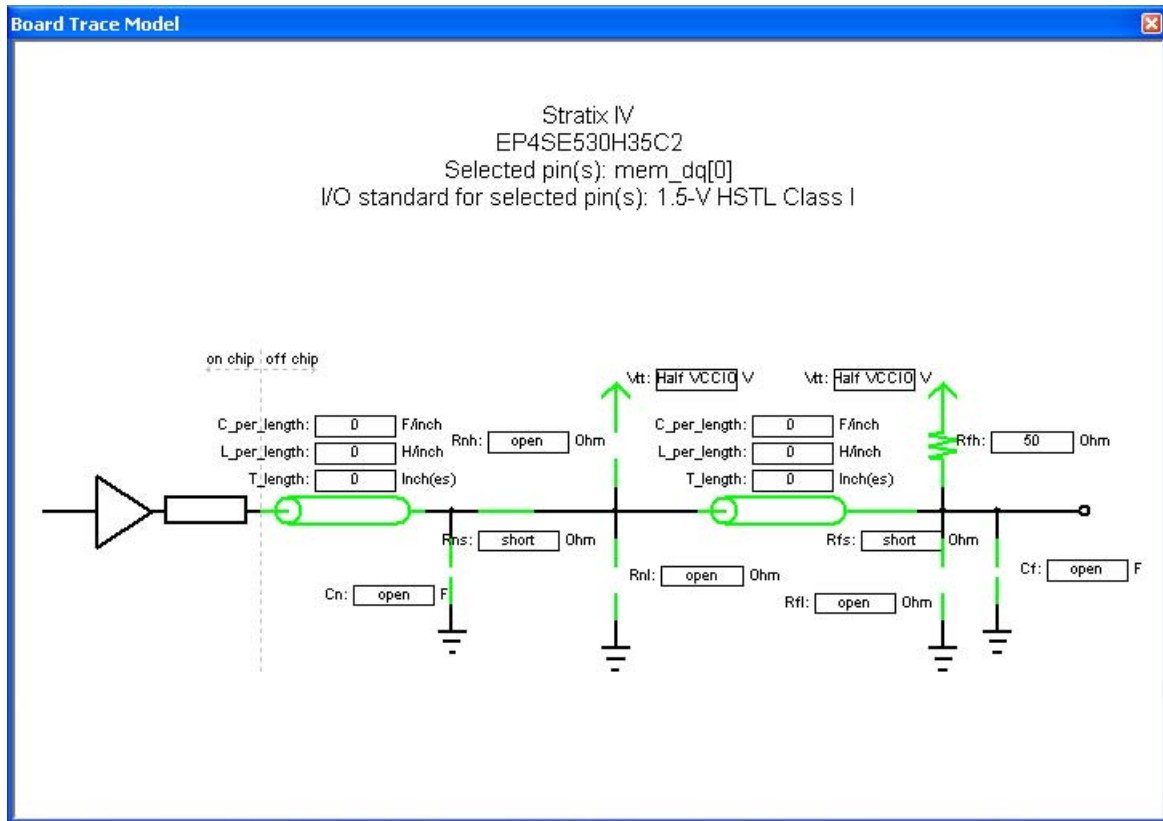 Board Trace Model
Stratix IV
EP4SE530H35C2
Selected pin(s): mem_dq[0]
I/O standard for selected pin(s): 1.5-V HSTL Class I
on chip off chip
Vtt: Half VCCIO V
Vtt: Half VCCIO V
C_per_length: 0 F/inch
L_per_length: 0 H/inch
T_length: 0 Inch(es)
Rnh: open Ohm
C_per_length: 0 F/inch
L_per_length: 0 H/inch
T_length: 0 Inch(es)
Rfh: 50 Ohm
Rns: short Ohm
Rfs: short Ohm
Cn: open F
Rnl: open Ohm
Rfl: open Ohm
Cf: open F